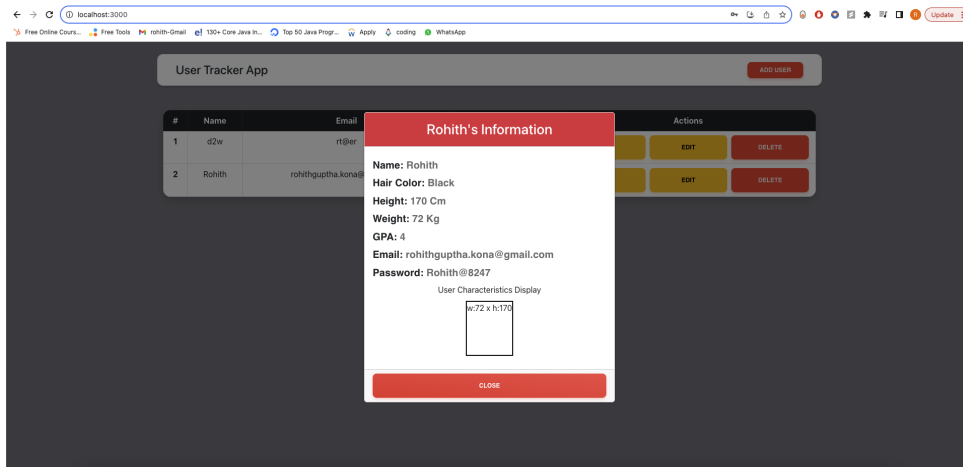 localhost:3000
Update
Free Online Cours...
Free Tools
rohith-Gmail
130+ Core Java In...
Top 50 Java Progr...
Apply
coding
WhatsApp
User Tracker App
ADD USER
# Name Email Actions
1 d2w rt@er EDIT DELETE
2 Rohith rohithguptha.kona@ EDIT DELETE
Rohith's Information
Name: Rohith
Hair Color: Black
Height: 170 Cm
Weight: 72 Kg
GPA: 4
Email: rohithguptha.kona@gmail.com
Password: Rohith@8247
User Characteristics Display
w:72 x h:170
CLOSE